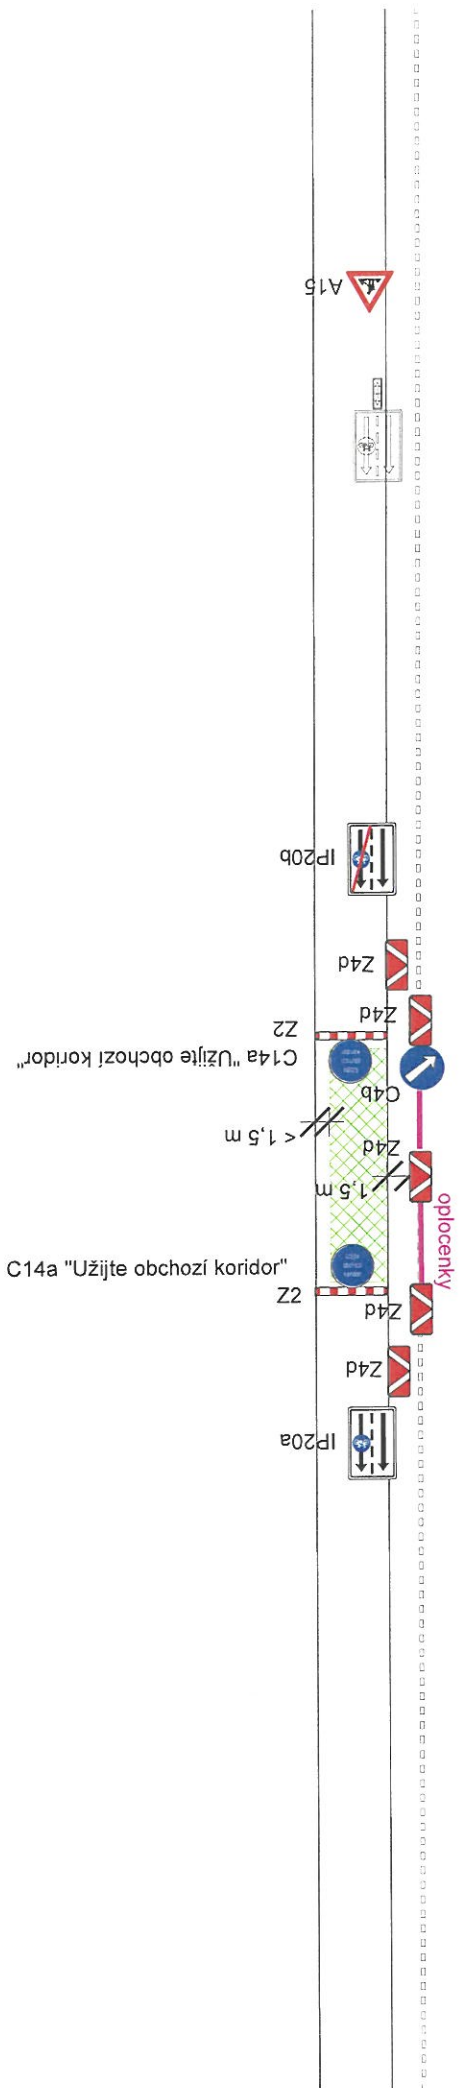 A15
IP20b
Z4d
Z4d
Z2
C14a "Užijte obchozí koridor"
C4b
< 1,5 m
Z4d
1,5 m
oplocenky
C14a "Užijte obchozí koridor"
Z2
Z4d
Z4d
IP20a